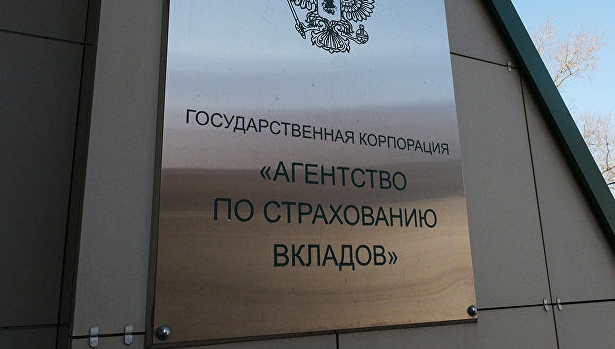 ГОСУДАРСТВЕННАЯ КОРПОРАЦИЯ
«АГЕНТСТВО
ПО СТРАХОВАНИЮ
ВКЛАДОВ»